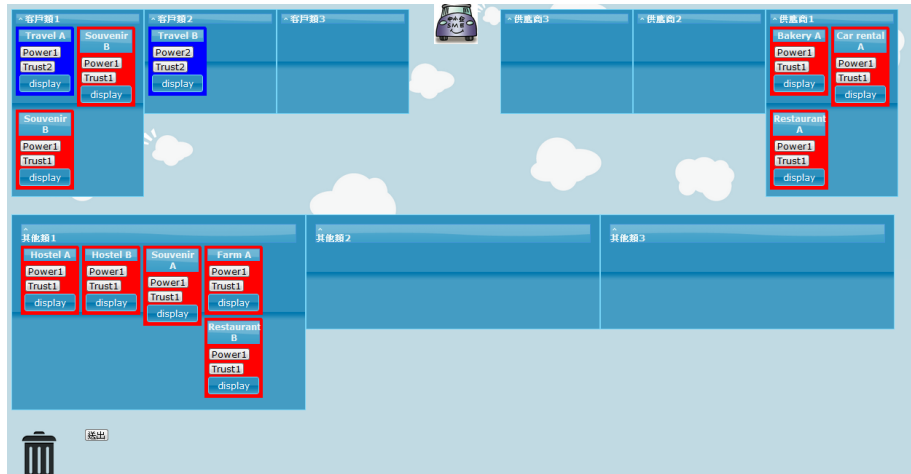 客戶類1
客戶類2
客戶類3
供應商3
供應商2
供應商1
Travel A
Power1
Trust2
display
Souvenir
B
Power1
Trust1
display
Souvenir
B
Power1
Trust1
display
Travel B
Power2
Trust2
display
SME
Bakery A
Power1
Trust1
display
Car rental
A
Power1
Trust1
display
Restaurant
A
Power1
Trust1
display
其他類1
其他類2
其他類3
Hostel A
Power1
Trust1
display
Hostel B
Power1
Trust1
display
Souvenir
A
Power1
Trust1
display
Farm A
Power1
Trust1
display
Restaurant
B
Power1
Trust1
display
送出